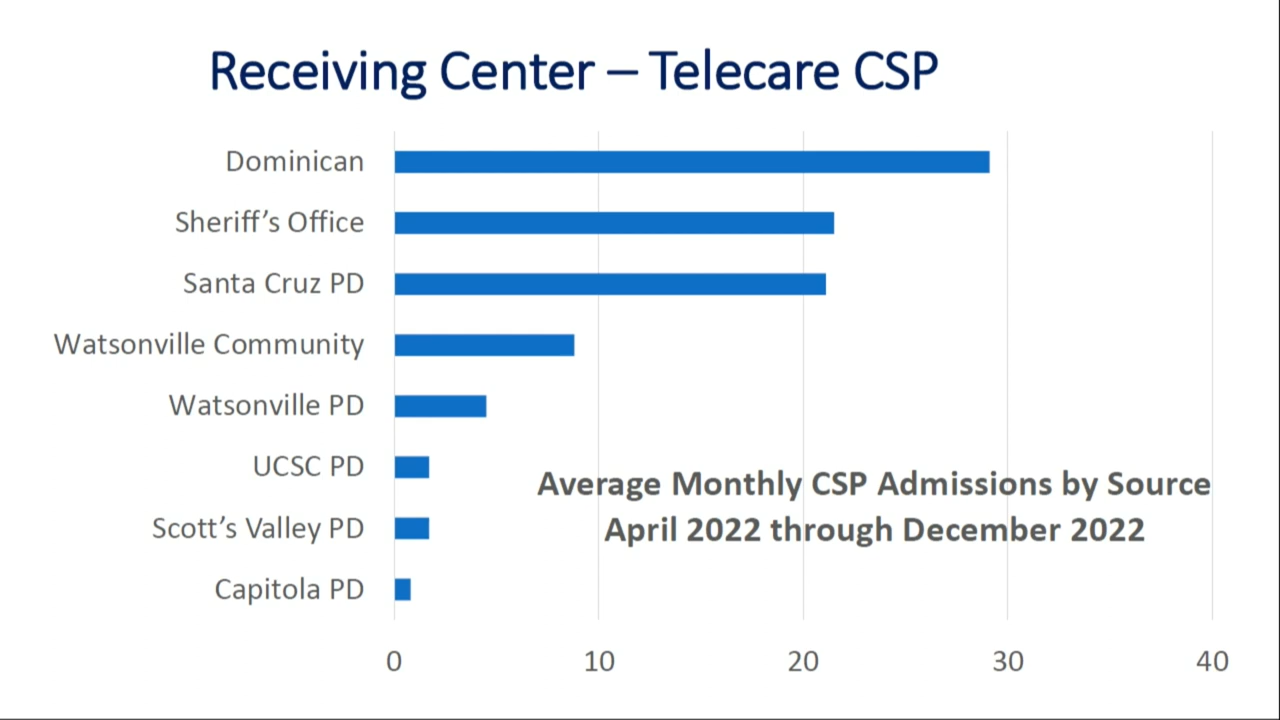 Receiving Center – Telecare CSP
Dominican
Sheriff’s Office
Santa Cruz PD
Watsonville Community
Watsonville PD
UCSC PD
Scott’s Valley PD
Capitola PD
Average Monthly CSP Admissions by Source
April 2022 through December 2022
0 10 20 30 40